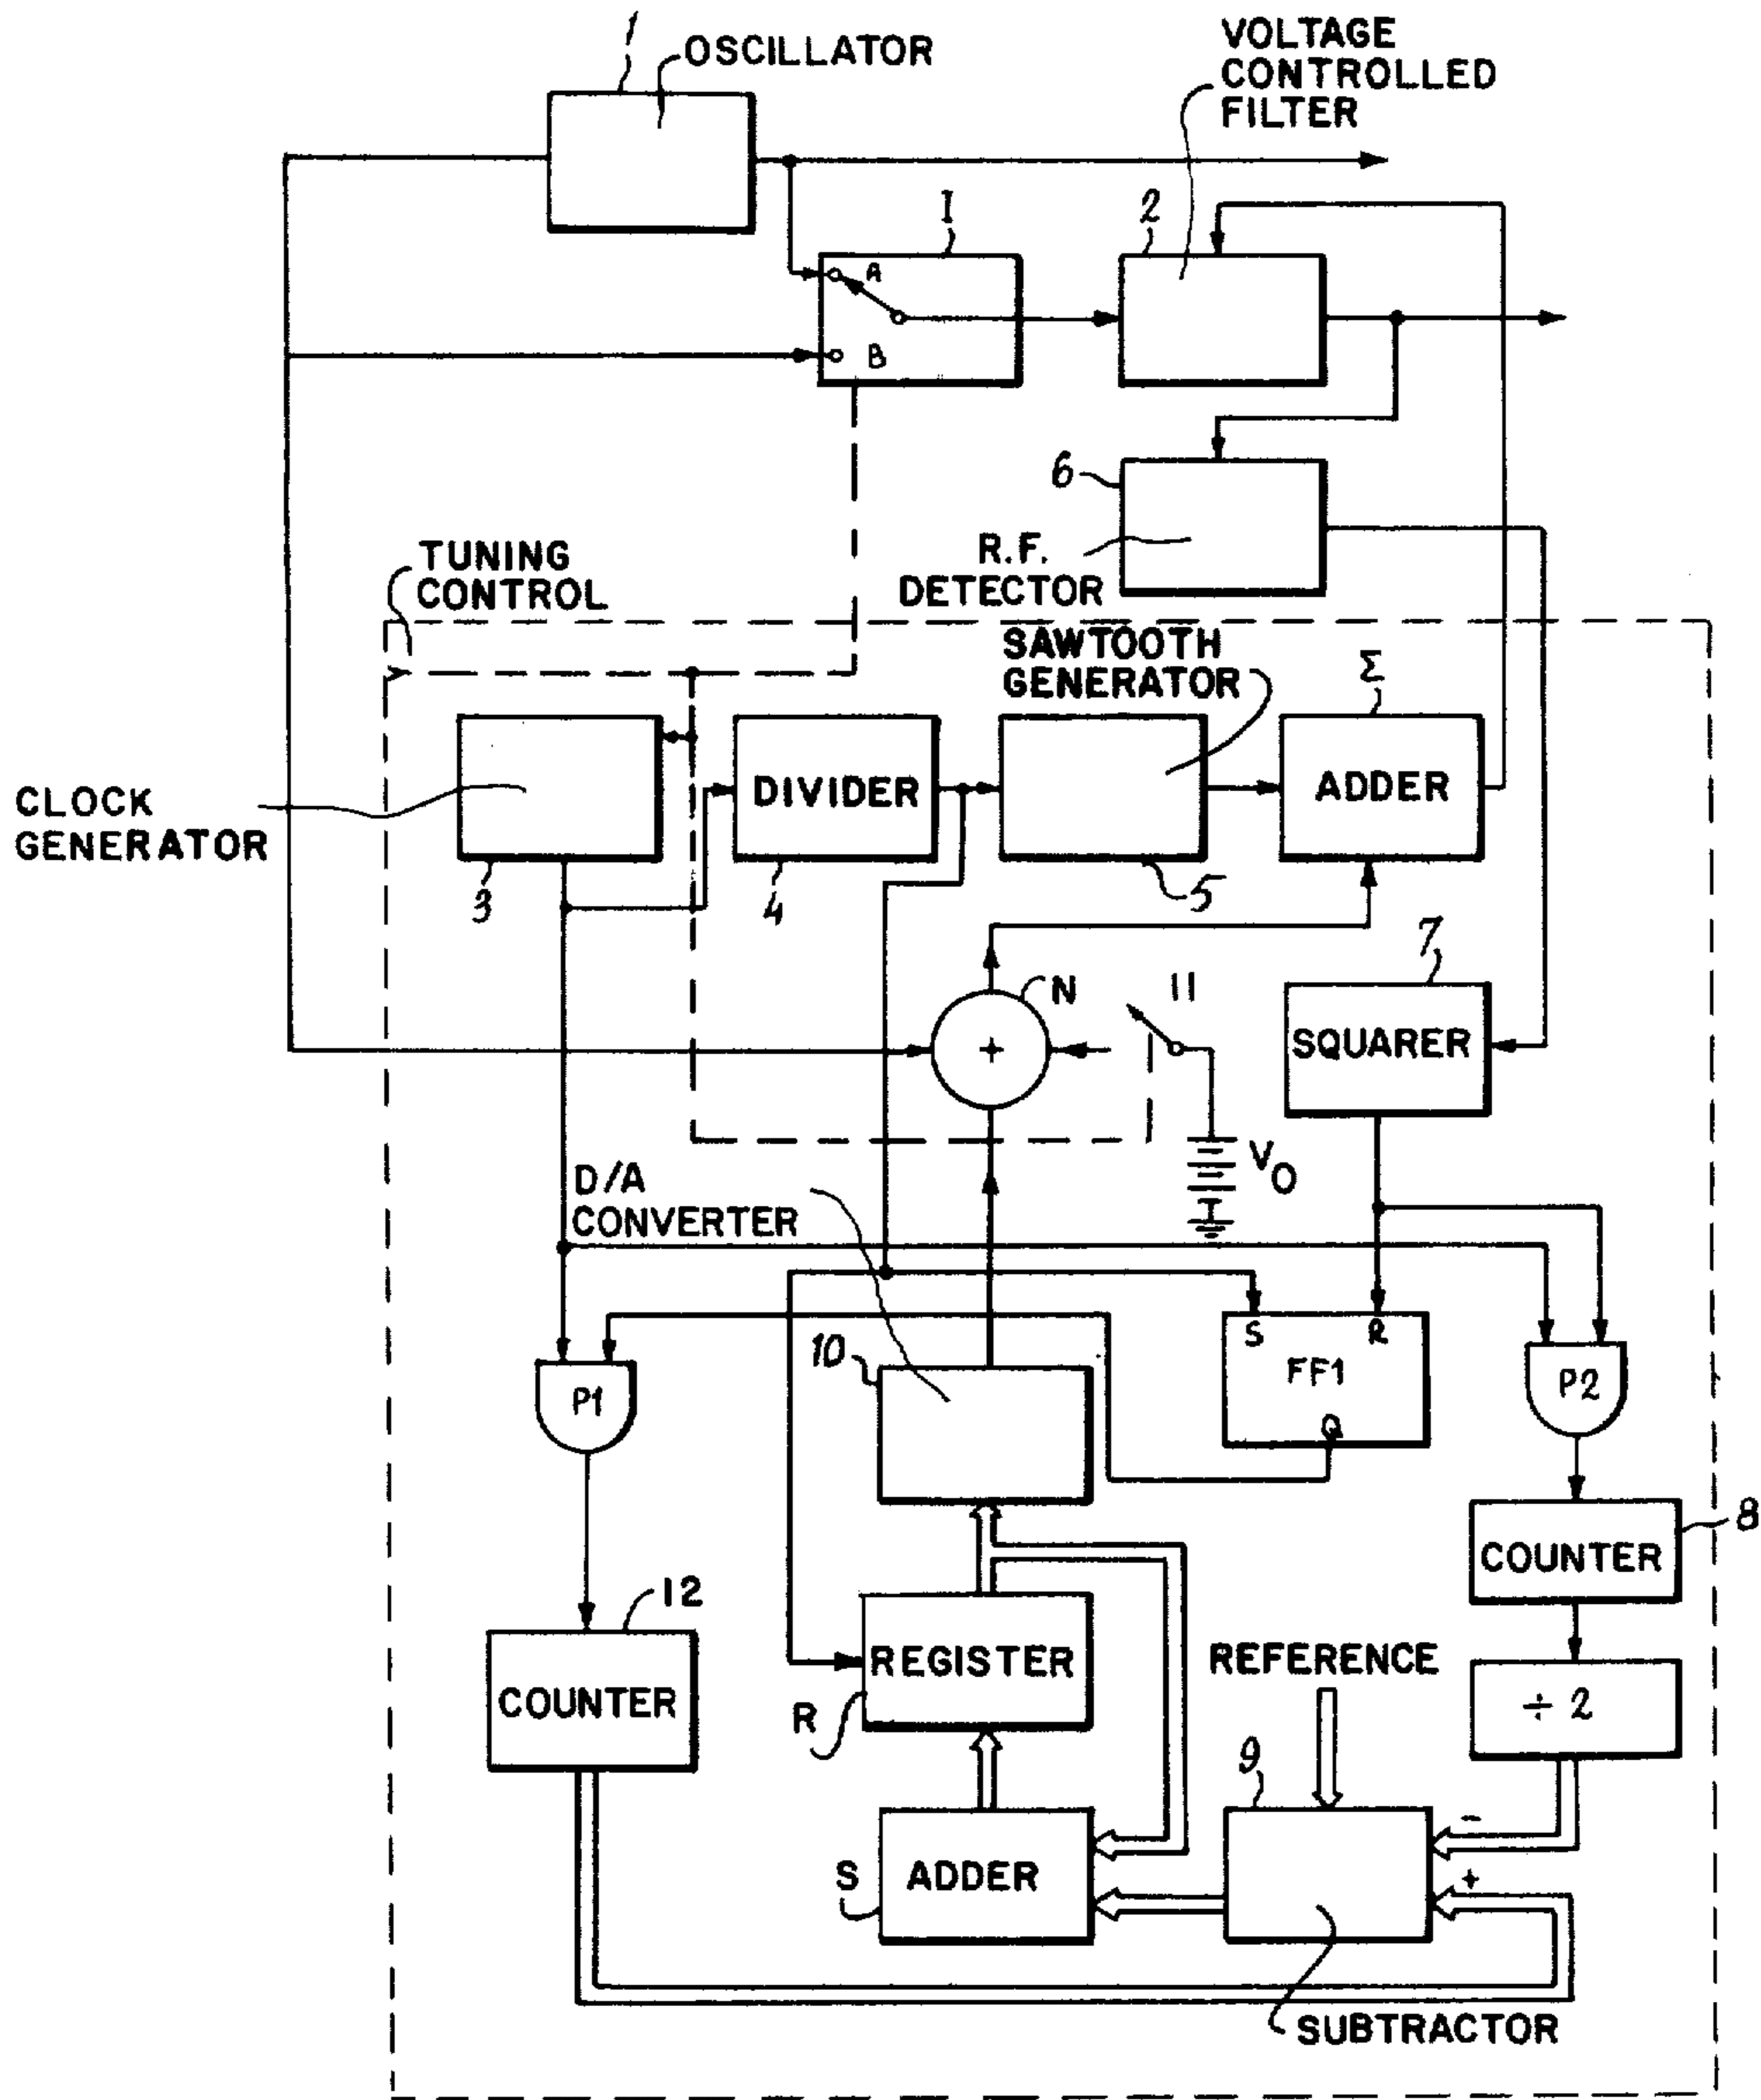 1
OSCILLATOR
VOLTAGE
CONTROLLED
FILTER
I
2
A
B
6
R.F.
DETECTOR
TUNING
CONTROL
SAWTOOTH
GENERATOR
Σ
DIVIDER
ADDER
CLOCK
GENERATOR
3
4
5
7
N
11
+
SQUARER
V0
D/A
CONVERTER
S
R
10
FF1
Q
P1
P2
8
COUNTER
12
REGISTER
REFERENCE
COUNTER
R
÷ 2
9
-
S
ADDER
+
SUBTRACTOR